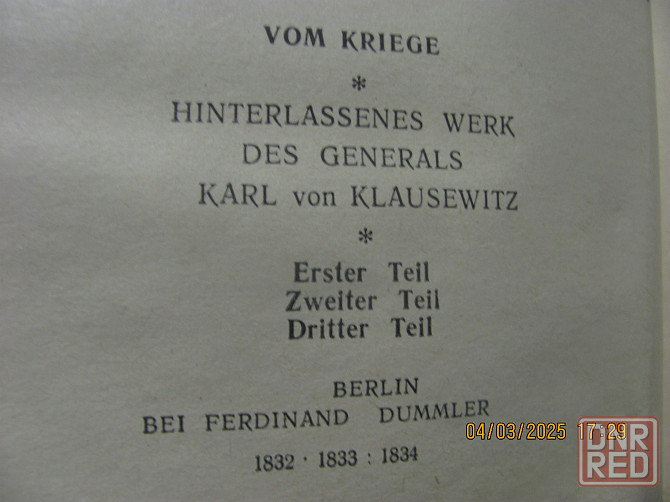 VOM KRIEGE
*
HINTERLASSENES WERK
DES GENERALS
KARL von KLAUSEWITZ
*
Erster Teil
Zweiter Teil
Dritter Teil
BERLIN
BEI FERDINAND DUMMLER
1832 · 1833 : 1834
04/03/2025 17:29
DNR
RED